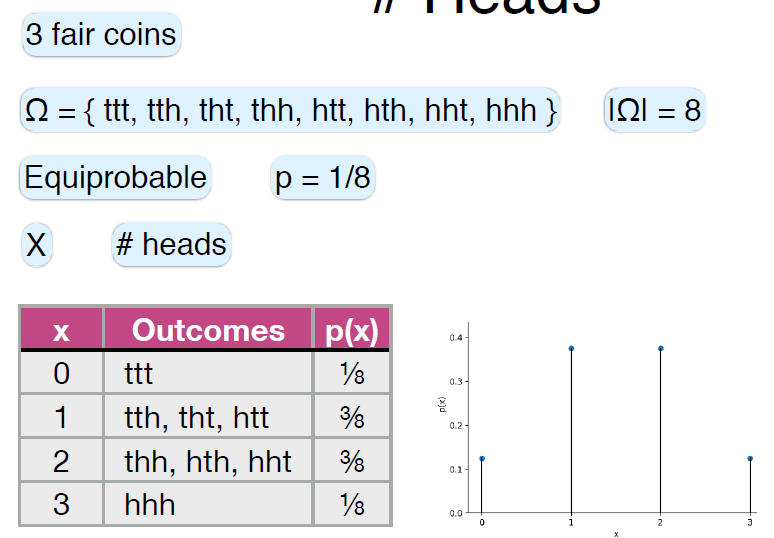 # Heads
3 fair coins
Ω = { ttt, tth, tht, thh, htt, hth, hht, hhh } |Ω| = 8
Equiprobable p = 1/8
X # heads
x Outcomes p(x)
0 ttt ⅛
1 tth, tht, htt ⅜
2 thh, hth, hht ⅜
3 hhh ⅛
0.4
0.3
p(x)
0.2
0.1
0.0
0 1 2 3
x